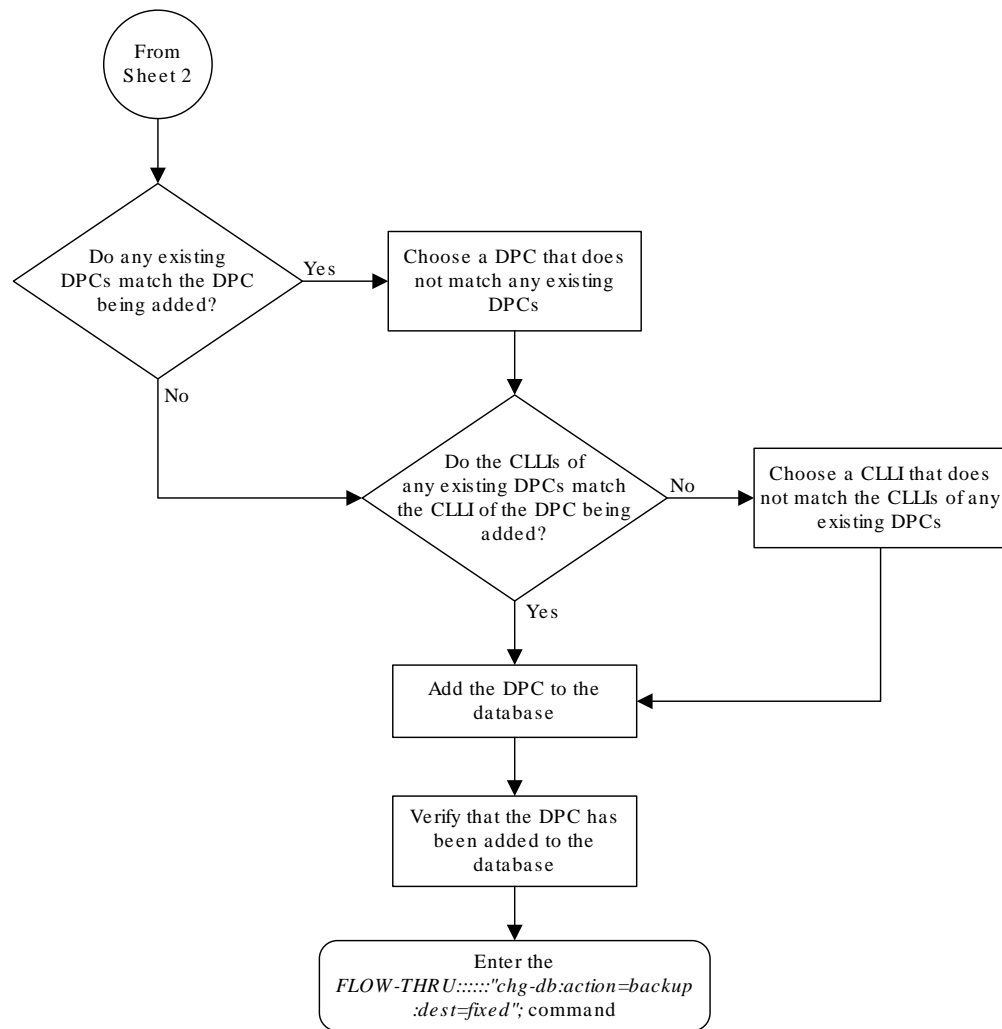 From
Sheet 2
Do any existing
DPCs match the DPC
being added?
Yes
Choose a DPC that does
not match any existing
DPCs
No
Do the CLLIs of
any existing DPCs match
the CLLI of the DPC being
added?
No
Choose a CLLI that does
not match the CLLIs of any
existing DPCs
Yes
Add the DPC to the
database
Verify that the DPC has
been added to the
database
Enter the
FLOW-THRU::::::"chg-db:action=backup
:dest=fixed"; command